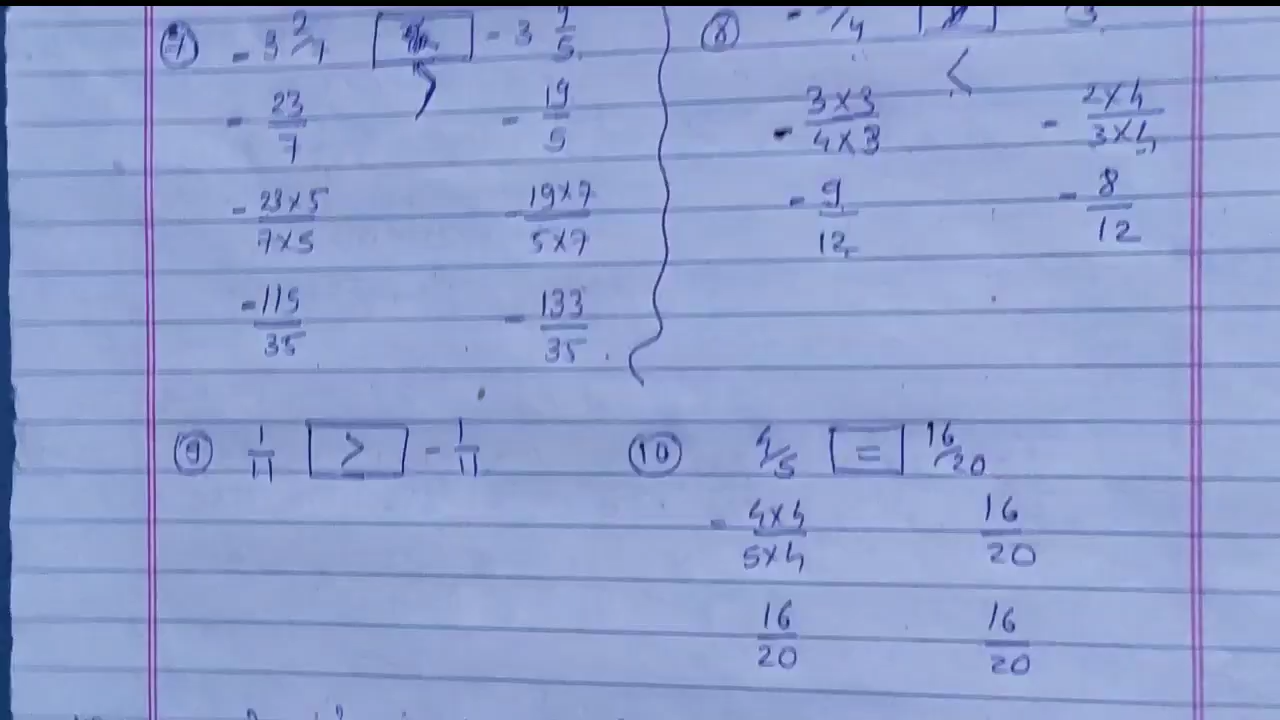 7) - 3 2/7 > - 3 4/5
- 23/7 - 19/5
- 23×5/7×5 - 19×7/5×7
- 115/35 - 133/35
8) <
- 3×3/4×3 - 2×4/3×4
- 9/12 - 8/12
9) 1/11 > - 1/11
10) 4/5 = 16/20
- 4×4/5×4 16/20
16/20 16/20